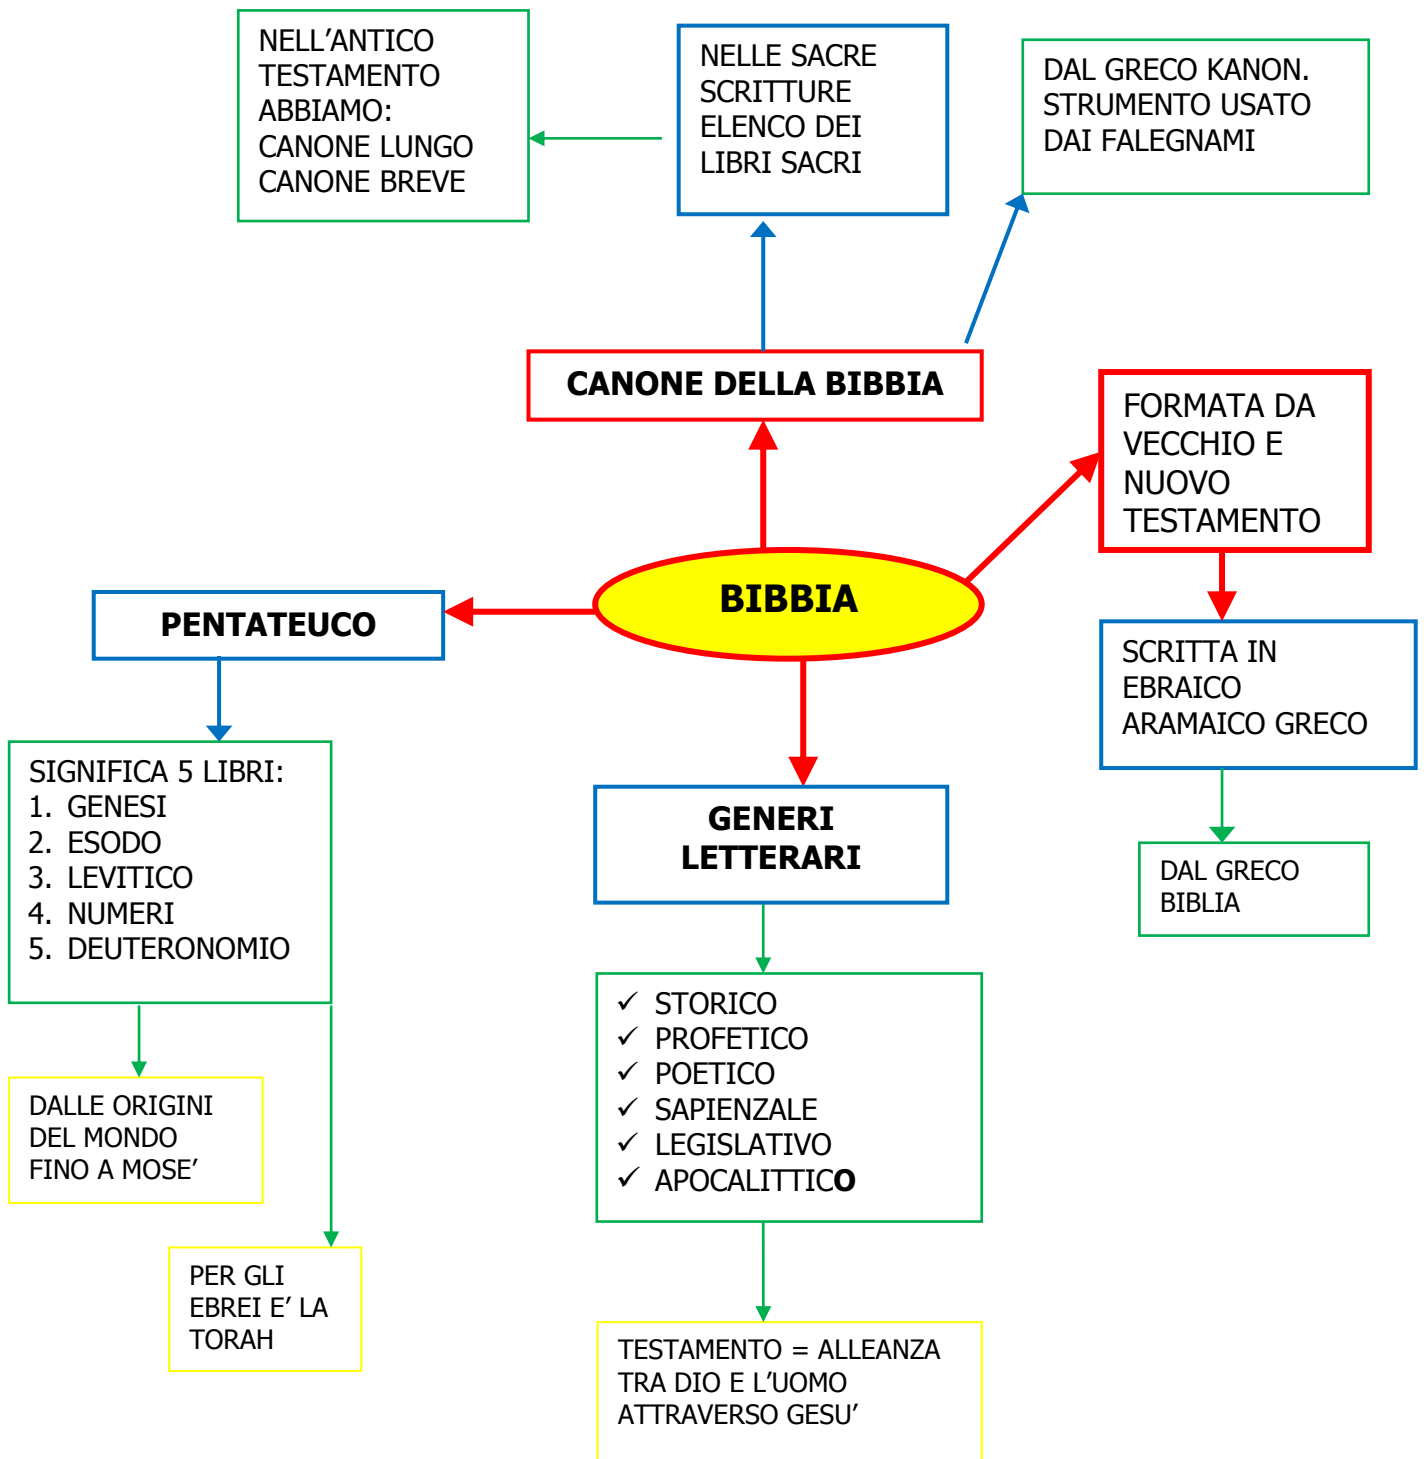 NELL’ANTICO
TESTAMENTO
ABBIAMO:
CANONE LUNGO
CANONE BREVE
NELLE SACRE
SCRITTURE
ELENCO DEI
LIBRI SACRI
DAL GRECO KANON.
STRUMENTO USATO
DAI FALEGNAMI
CANONE DELLA BIBBIA
FORMATA DA
VECCHIO E
NUOVO
TESTAMENTO
BIBBIA
PENTATEUCO
SCRITTA IN
EBRAICO
ARAMAICO GRECO
SIGNIFICA 5 LIBRI:
1. GENESI
2. ESODO
3. LEVITICO
4. NUMERI
5. DEUTERONOMIO
GENERI
LETTERARI
DAL GRECO
BIBLIA
✓ STORICO
✓ PROFETICO
✓ POETICO
✓ SAPIENZALE
✓ LEGISLATIVO
✓ APOCALITTICO
DALLE ORIGINI
DEL MONDO
FINO A MOSE’
PER GLI
EBREI E’ LA
TORAH
TESTAMENTO = ALLEANZA
TRA DIO E L’UOMO
ATTRAVERSO GESU’